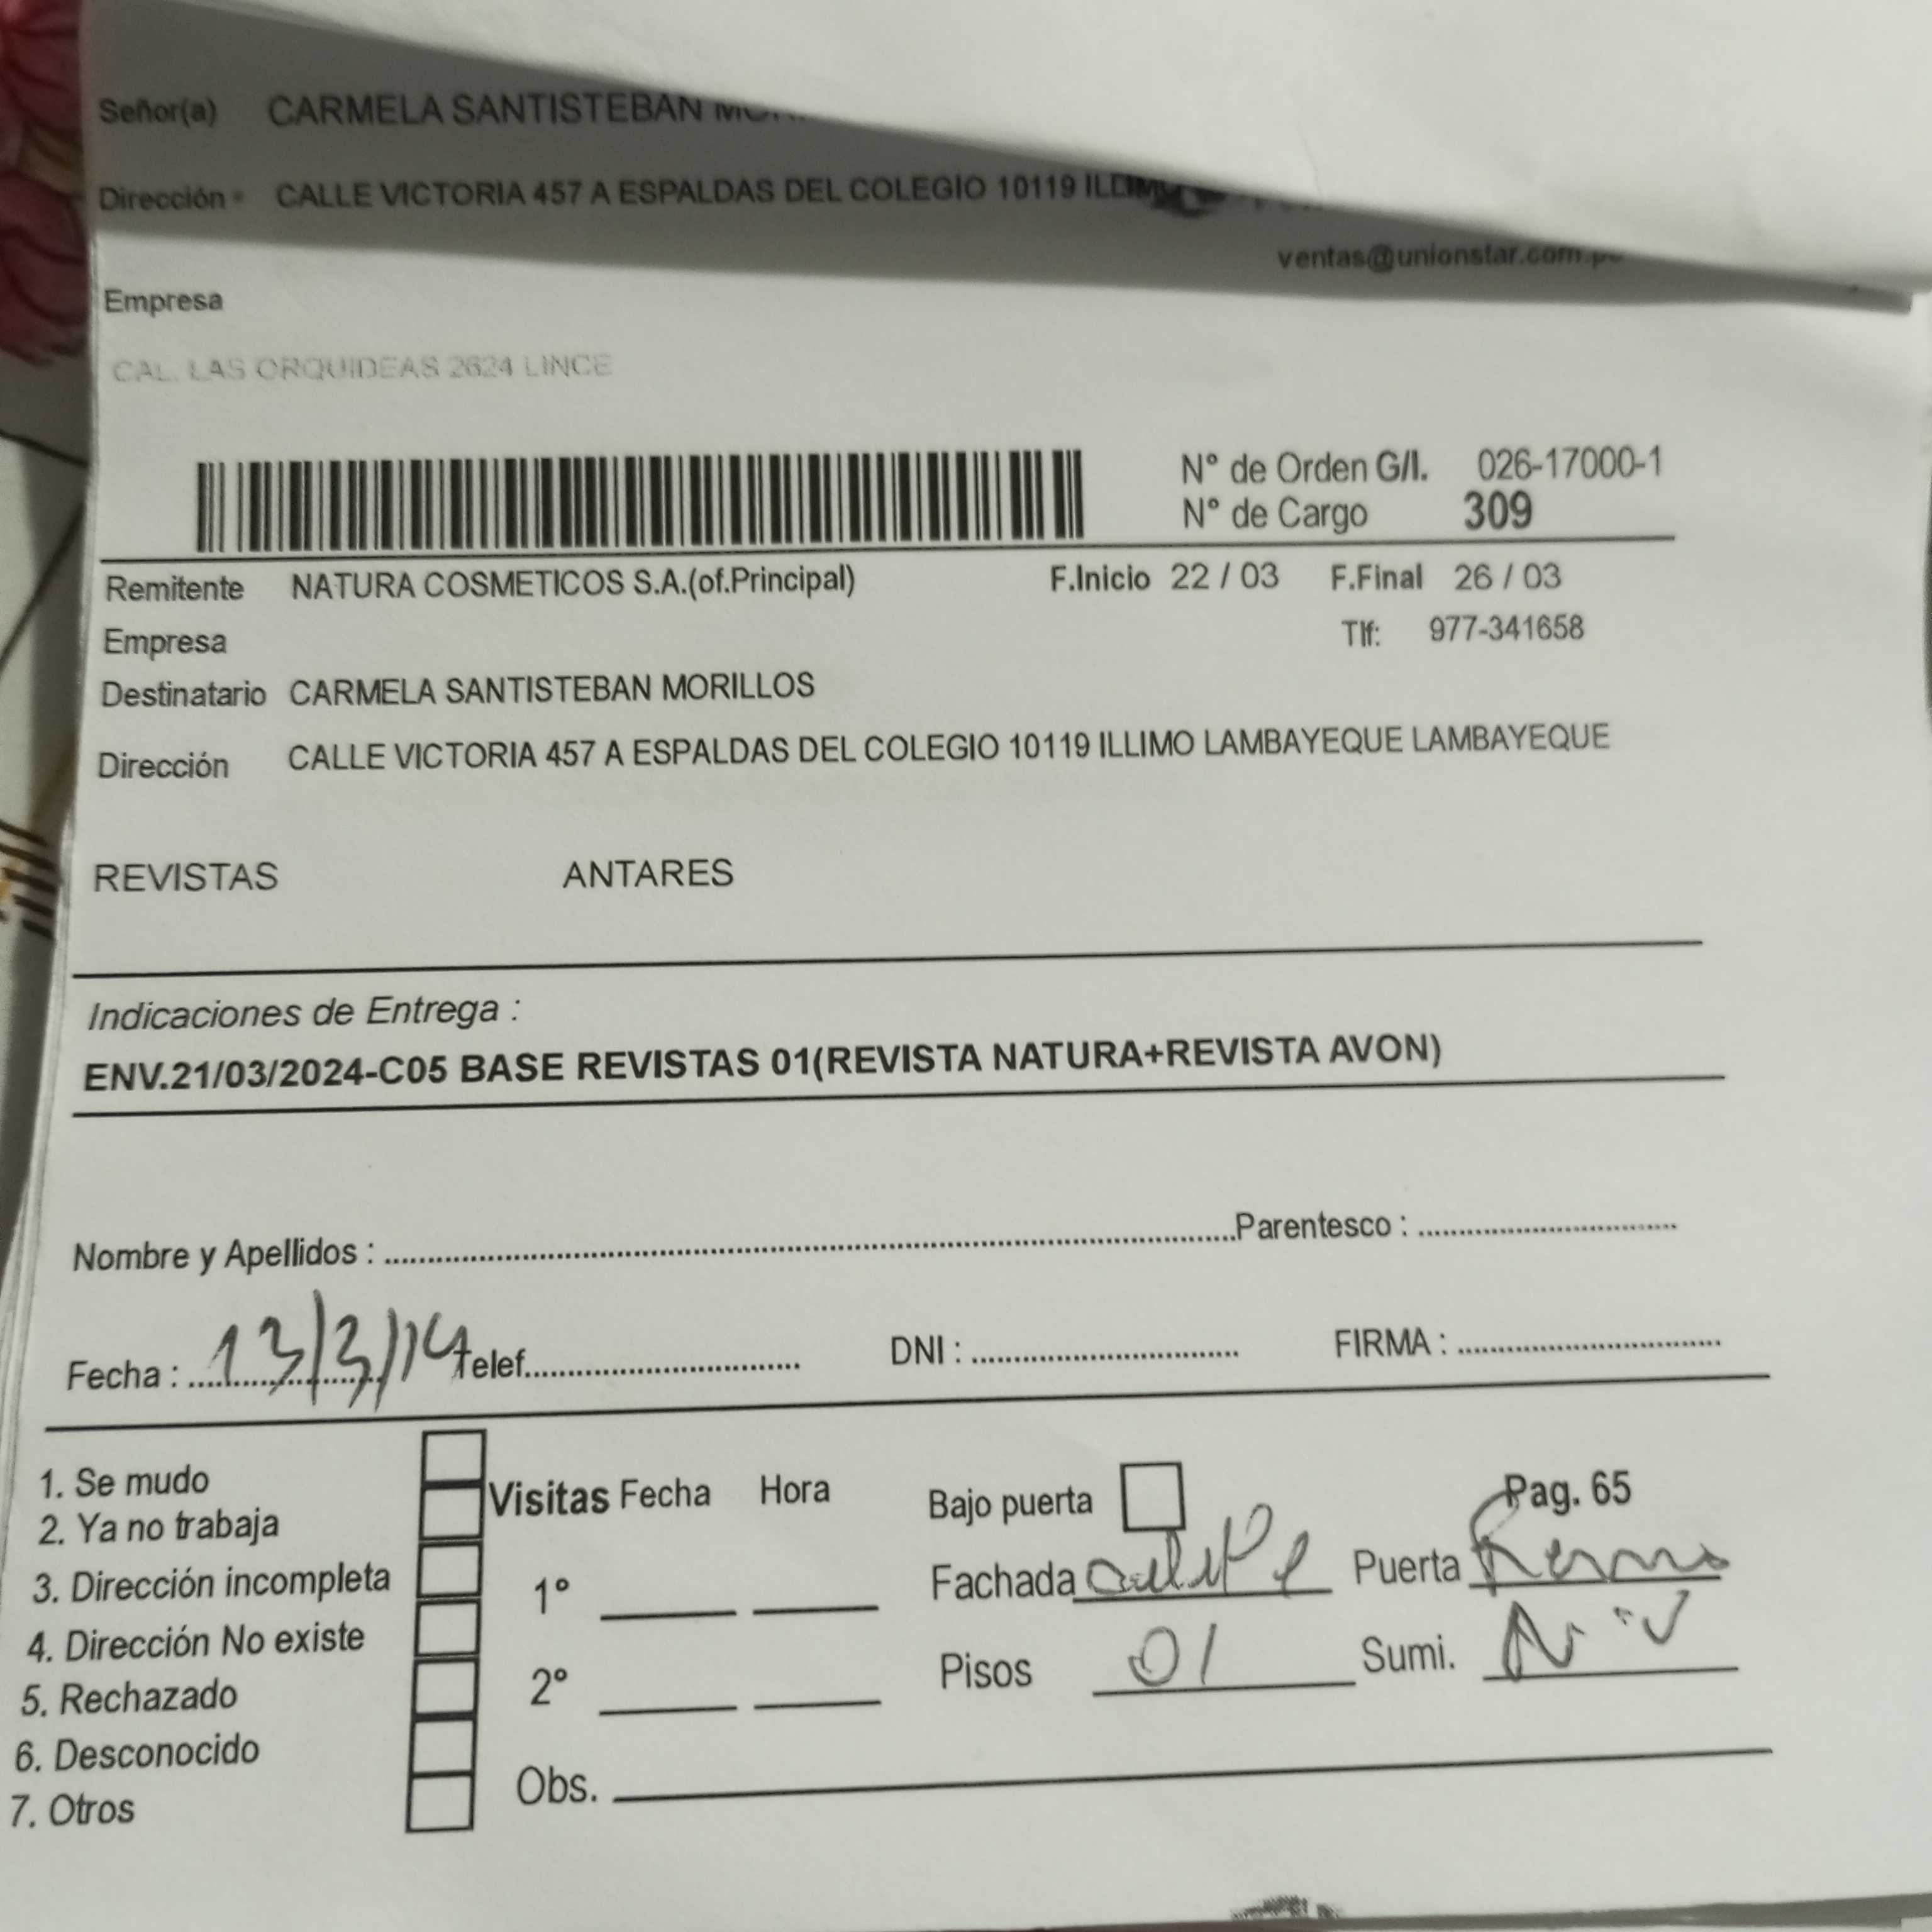 Señor(a) CARMELA SANTISTEBAN
Dirección CALLE VICTORIA 457 A ESPALDAS DEL COLEGIO 10119 ILLIMO
ventas@unionstar.com.pe
Empresa
CAL. LAS ORQUIDEAS 2624 LINCE
N° de Orden G/I. 026-17000-1
N° de Cargo 309
Remitente NATURA COSMETICOS S.A.(of.Principal) F.Inicio 22 / 03 F.Final 26 / 03
Empresa Tlf: 977-341658
Destinatario CARMELA SANTISTEBAN MORILLOS
Dirección CALLE VICTORIA 457 A ESPALDAS DEL COLEGIO 10119 ILLIMO LAMBAYEQUE LAMBAYEQUE
REVISTAS ANTARES
Indicaciones de Entrega :
ENV.21/03/2024-C05 BASE REVISTAS 01(REVISTA NATURA+REVISTA AVON)
Nombre y Apellidos : Parentesco :
Fecha : 13/3/ Telef. DNI : FIRMA :
1. Se mudo
2. Ya no trabaja
3. Dirección incompleta
4. Dirección No existe
5. Rechazado
6. Desconocido
7. Otros
Visitas Fecha Hora
1°
2°
Obs.
Bajo puerta Pag. 65
Fachada Puerta
Pisos 01 Sumi.